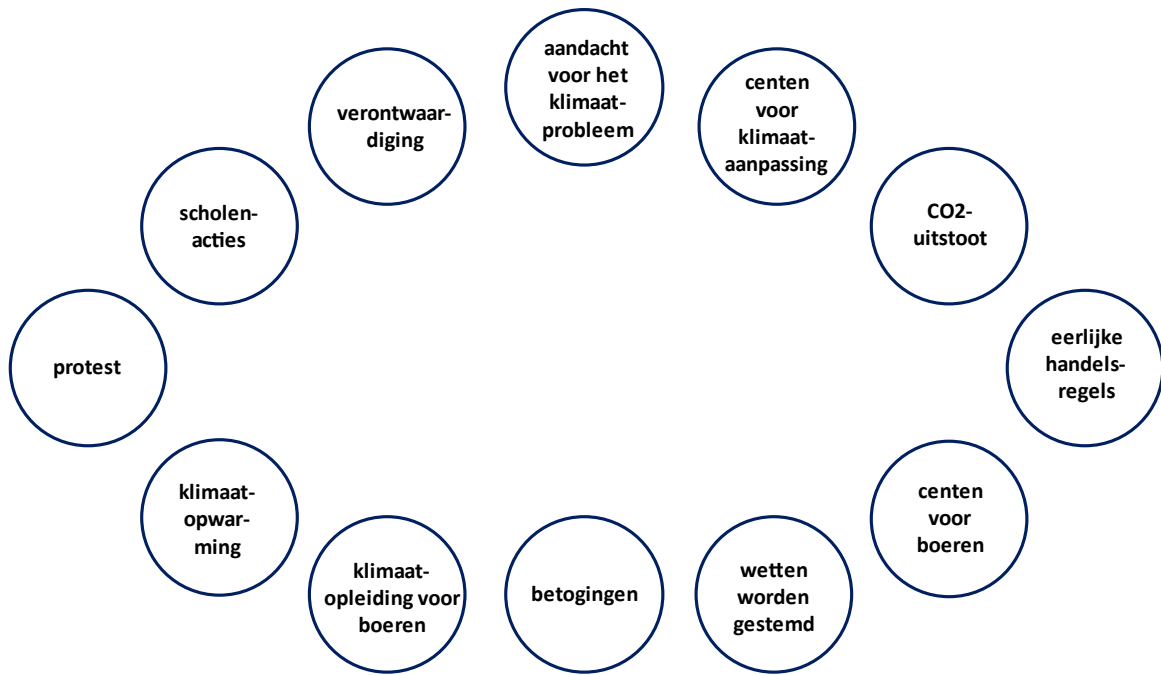 aandacht
voor het
klimaat-
probleem
centen
voor
klimaat-
aanpassing
verontwaar-
diging
scholen-
acties
CO2-
uitstoot
protest
eerlijke
handels-
regels
klimaat-
opwar-
ming
centen
voor
boeren
klimaat-
opleiding voor
boeren
betogingen
wetten
worden
gestemd